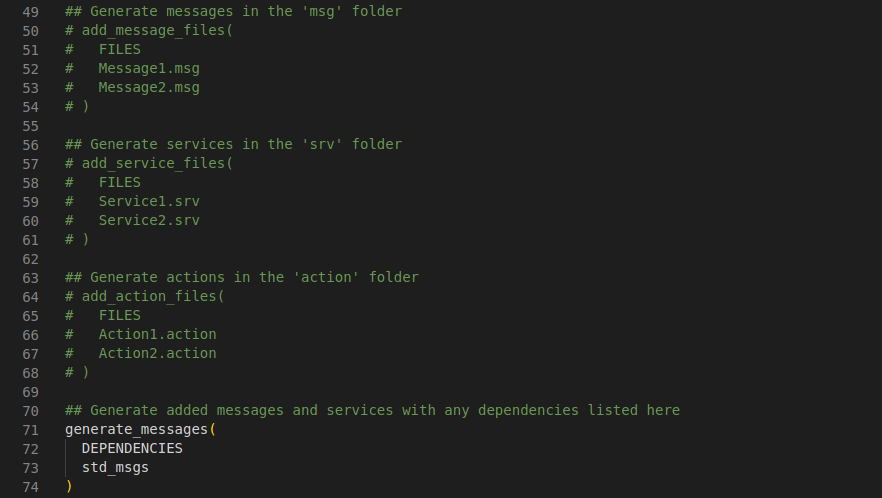 49 ## Generate messages in the 'msg' folder
50 # add_message_files(
51 #   FILES
52 #   Message1.msg
53 #   Message2.msg
54 # )
55
56 ## Generate services in the 'srv' folder
57 # add_service_files(
58 #   FILES
59 #   Service1.srv
60 #   Service2.srv
61 # )
62
63 ## Generate actions in the 'action' folder
64 # add_action_files(
65 #   FILES
66 #   Action1.action
67 #   Action2.action
68 # )
69
70 ## Generate added messages and services with any dependencies listed here
71 generate_messages(
72   DEPENDENCIES
73   std_msgs
74 )